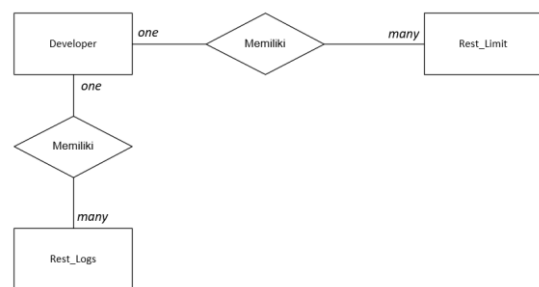 Developer
one
Memiliki
many
Rest_Limit
one
Memiliki
many
Rest_Logs